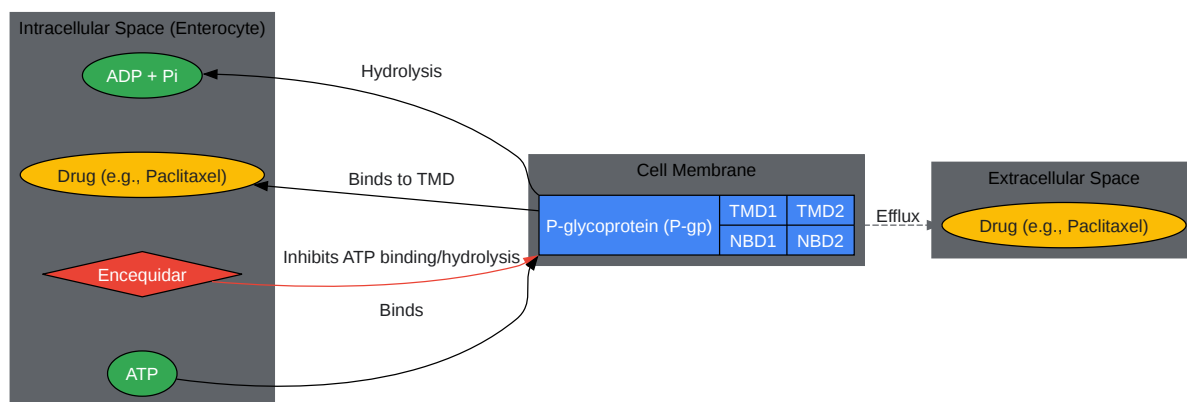 Intracellular Space (Enterocyte)
ADP + Pi
Drug (e.g., Paclitaxel)
Encequidar
ATP
Hydrolysis
Binds to TMD
Inhibits ATP binding/hydrolysis
Binds
Cell Membrane
P-glycoprotein (P-gp)
TMD1
TMD2
NBD1
NBD2
Efflux
Extracellular Space
Drug (e.g., Paclitaxel)